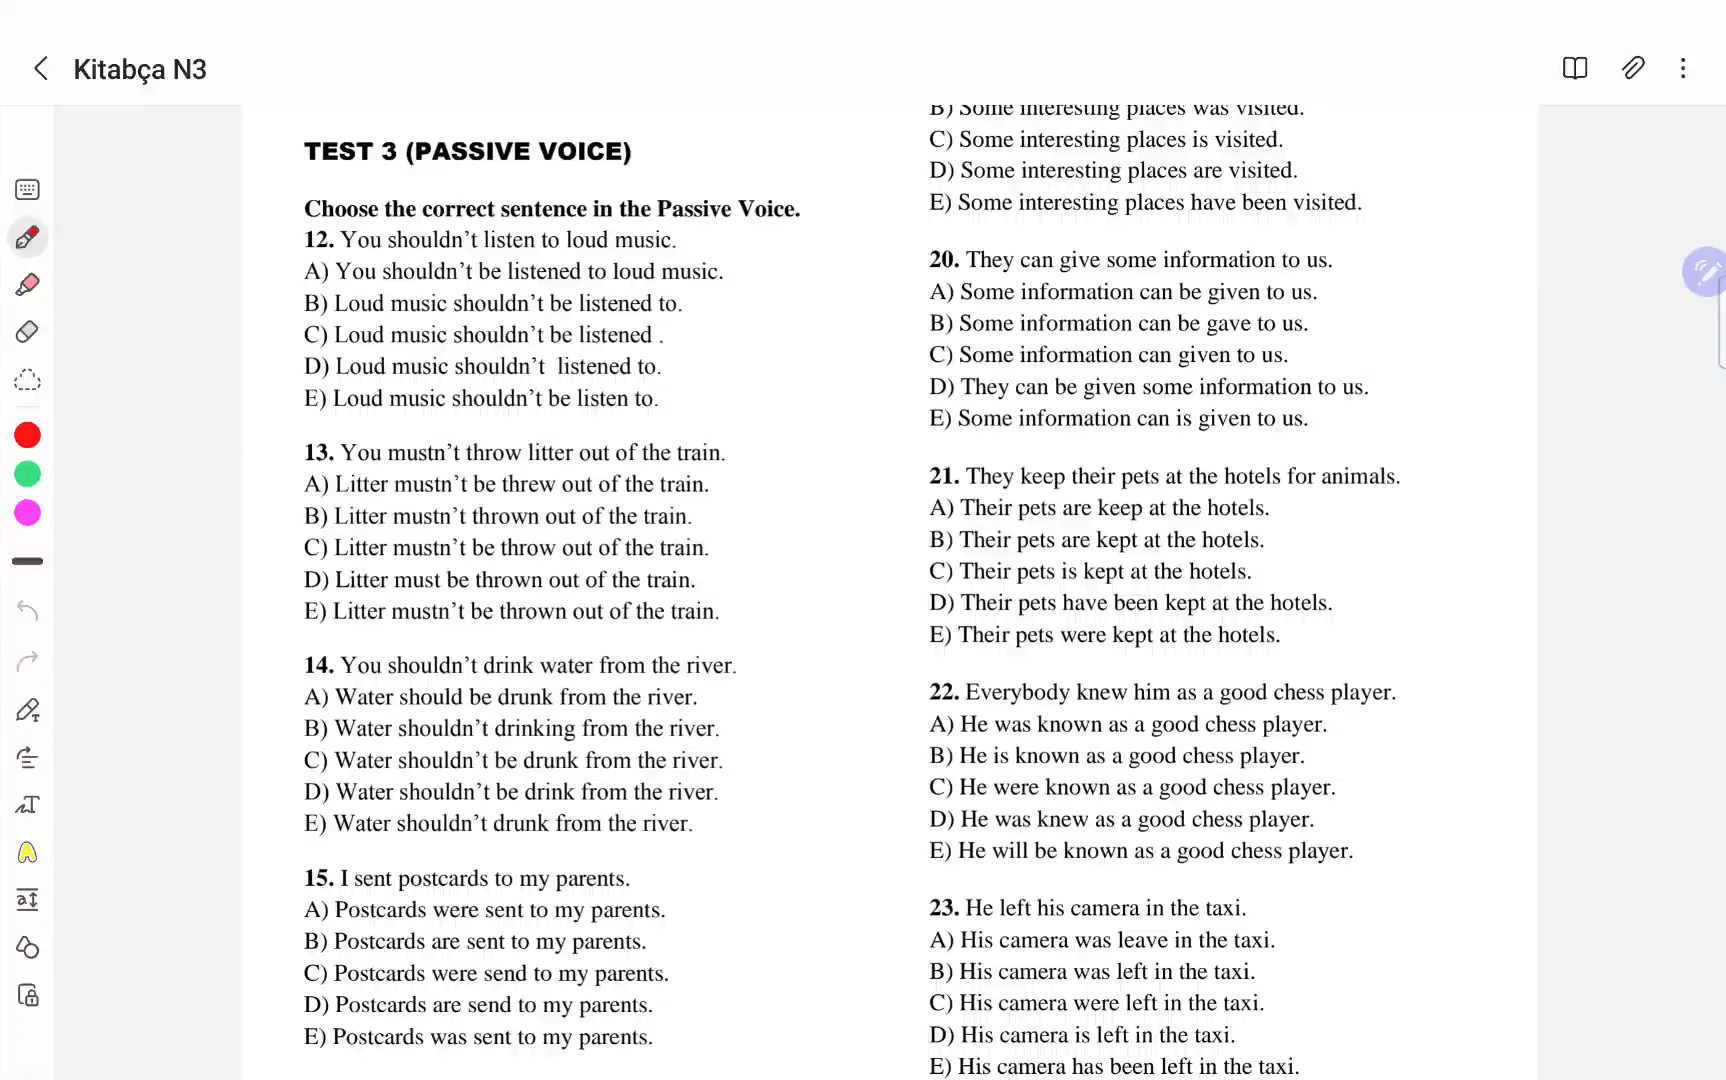 Kitabça N3
TEST 3 (PASSIVE VOICE)
Choose the correct sentence in the Passive Voice.
12. You shouldn’t listen to loud music.
A) You shouldn’t be listened to loud music.
B) Loud music shouldn’t be listened to.
C) Loud music shouldn’t be listened .
D) Loud music shouldn’t  listened to.
E) Loud music shouldn’t be listen to.
13. You mustn’t throw litter out of the train.
A) Litter mustn’t be threw out of the train.
B) Litter mustn’t thrown out of the train.
C) Litter mustn’t be throw out of the train.
D) Litter must be thrown out of the train.
E) Litter mustn’t be thrown out of the train.
14. You shouldn’t drink water from the river.
A) Water should be drunk from the river.
B) Water shouldn’t drinking from the river.
C) Water shouldn’t be drunk from the river.
D) Water shouldn’t be drink from the river.
E) Water shouldn’t drunk from the river.
15. I sent postcards to my parents.
A) Postcards were sent to my parents.
B) Postcards are sent to my parents.
C) Postcards were send to my parents.
D) Postcards are send to my parents.
E) Postcards was sent to my parents.
B) Some interesting places was visited.
C) Some interesting places is visited.
D) Some interesting places are visited.
E) Some interesting places have been visited.
20. They can give some information to us.
A) Some information can be given to us.
B) Some information can be gave to us.
C) Some information can given to us.
D) They can be given some information to us.
E) Some information can is given to us.
21. They keep their pets at the hotels for animals.
A) Their pets are keep at the hotels.
B) Their pets are kept at the hotels.
C) Their pets is kept at the hotels.
D) Their pets have been kept at the hotels.
E) Their pets were kept at the hotels.
22. Everybody knew him as a good chess player.
A) He was known as a good chess player.
B) He is known as a good chess player.
C) He were known as a good chess player.
D) He was knew as a good chess player.
E) He will be known as a good chess player.
23. He left his camera in the taxi.
A) His camera was leave in the taxi.
B) His camera was left in the taxi.
C) His camera were left in the taxi.
D) His camera is left in the taxi.
E) His camera has been left in the taxi.